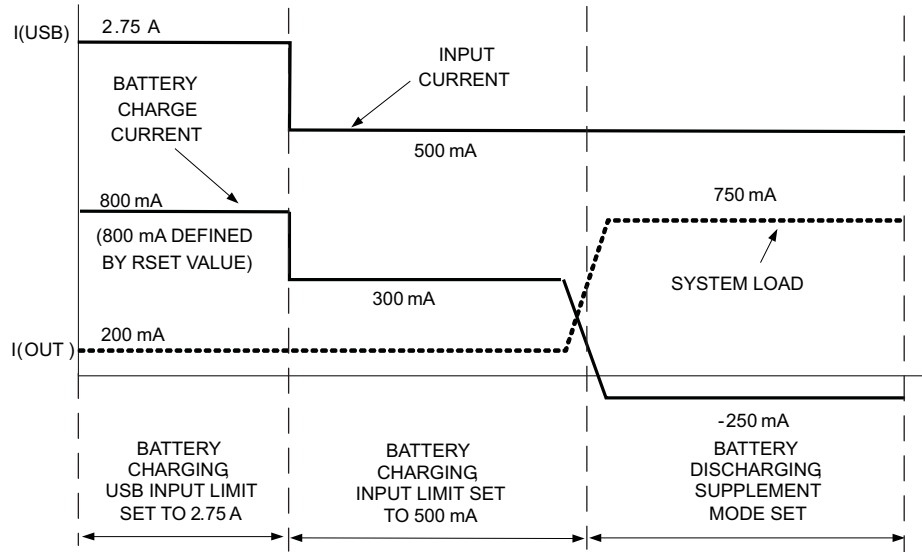 I(USB)
2.75 A
INPUT
CURRENT
BATTERY
CHARGE
CURRENT
500 mA
800 mA
(800 mA DEFINED
BY RSET VALUE)
750 mA
SYSTEM LOAD
300 mA
200 mA
I(OUT )
-250 mA
BATTERY
CHARGING,
USB INPUT LIMIT
SET TO 2.75 A
BATTERY
CHARGING,
INPUT LIMIT SET
TO 500 mA
BATTERY
DISCHARGING,
SUPPLEMENT
MODE SET